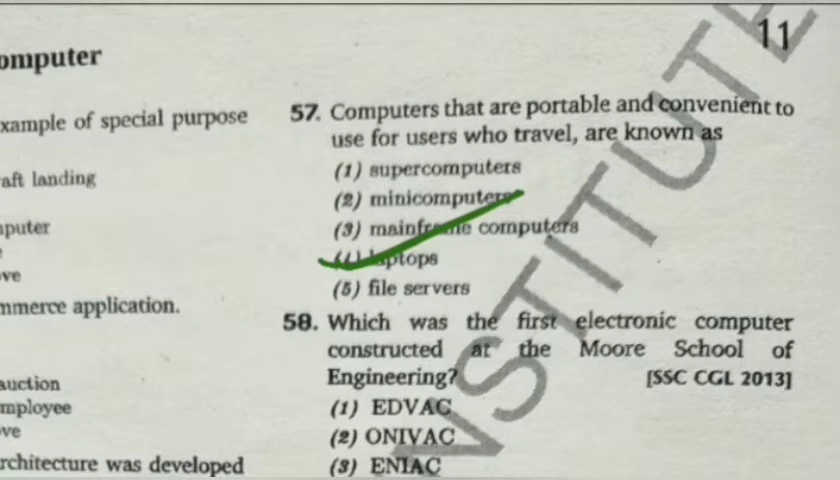 11
omputer
xample of special purpose
aft landing
puter
ve
mmerce application.
auction
mployee
ve
rchitecture was developed
57. Computers that are portable and convenient to
use for users who travel, are known as
(1) supercomputers
(2) minicomputers
(3) mainframe computers
(4) laptops
(5) file servers
58. Which was the first electronic computer
constructed at the Moore School of
Engineering? [SSC CGL 2013]
(1) EDVAC
(2) ONIVAC
(3) ENIAC
NSTITUTE